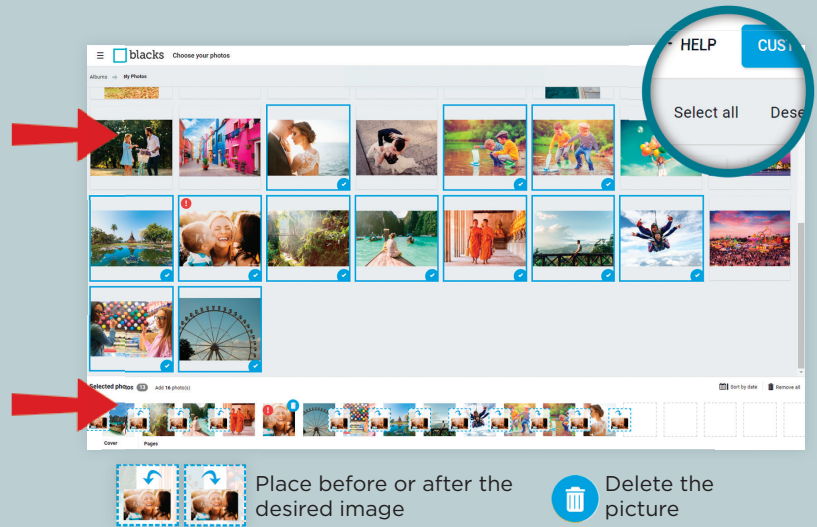 blacks Choose your photos
HELP
CUST
Albums My Photos
Select all Dese
Selected photos 13 Add 16 photo(s) Sort by date Remove all
Cover Pages
Place before or after the
desired image
Delete the
picture